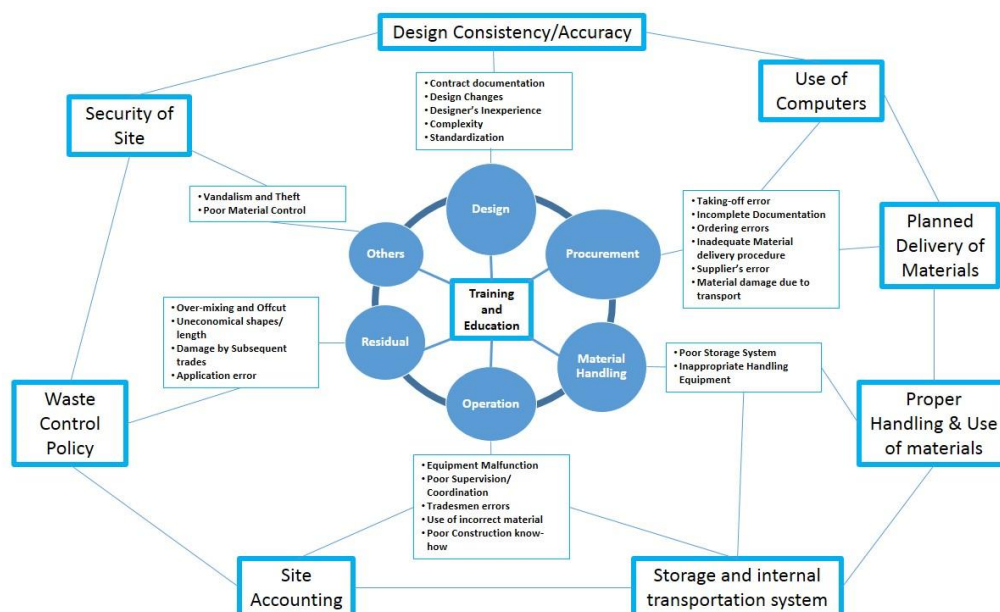 Design Consistency/Accuracy
Use of
Computers
Security of
Site
• Contract documentation
• Design Changes
• Designer's Inexperience
• Complexity
• Standardization
• Vandalism and Theft
• Poor Material Control
Design
• Taking-off error
• Incomplete Documentation
• Ordering errors
• Inadequate Material
delivery procedure
• Supplier's error
• Material damage due to
transport
Planned
Delivery of
Materials
Others
Procurement
Training
and
Education
• Over-mixing and Offcut
• Uneconomical shapes/
length
• Damage by Subsequent
trades
• Application error
Residual
Material
Handling
• Poor Storage System
• Inappropriate Handling
Equipment
Operation
Waste
Control
Policy
Proper
Handling & Use
of materials
• Equipment Malfunction
• Poor Supervision/
Coordination
• Tradesmen errors
• Use of incorrect material
• Poor Construction know-
how
Site
Accounting
Storage and internal
transportation system